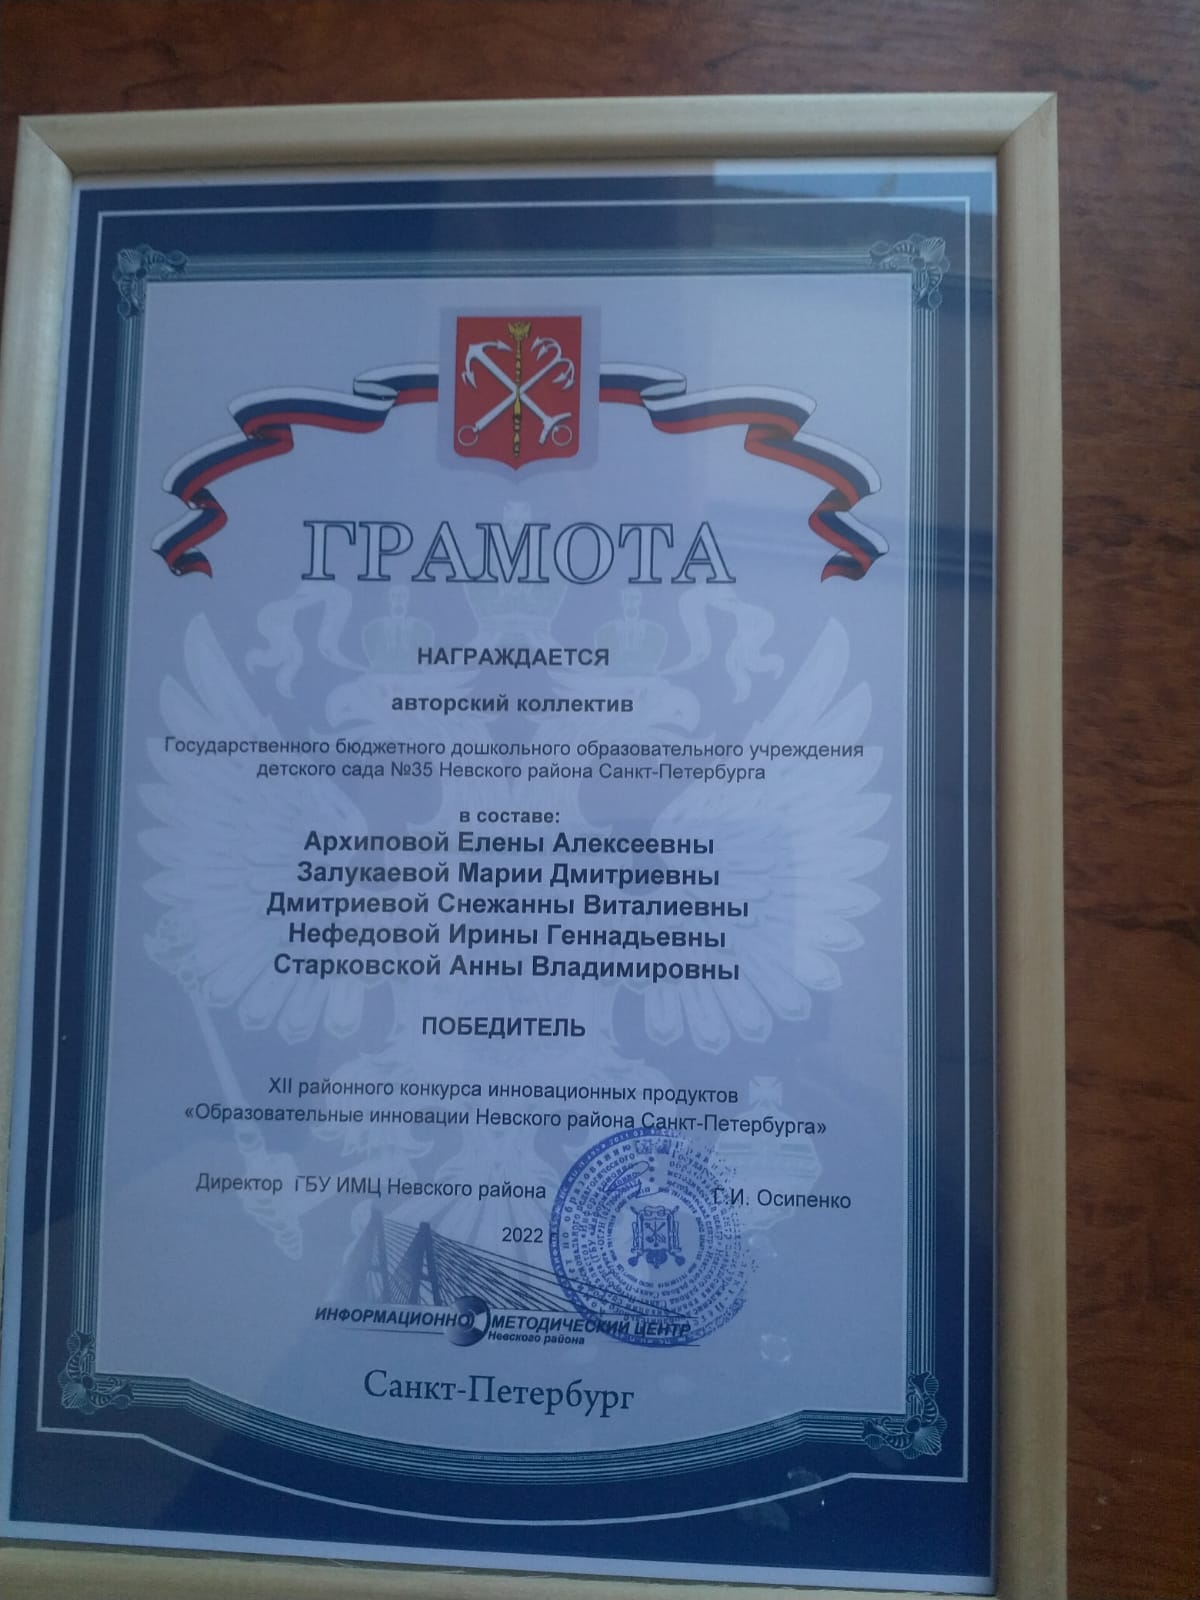 ГРАМОТА
НАГРАЖДАЕТСЯ
авторский коллектив
Государственного бюджетного дошкольного образовательного учреждения
детского сада №35 Невского района Санкт-Петербурга
в составе:
Архиповой Елены Алексеевны
Залукаевой Марии Дмитриевны
Дмитриевой Снежанны Виталиевны
Нефедовой Ирины Геннадьевны
Старковской Анны Владимировны
ПОБЕДИТЕЛЬ
XII районного конкурса инновационных продуктов
«Образовательные инновации Невского района Санкт-Петербурга»
Директор ГБУ ИМЦ Невского района Г.И. Осипенко
2022
ИНФОРМАЦИОННО МЕТОДИЧЕСКИЙ ЦЕНТР
Невского района
Санкт-Петербург